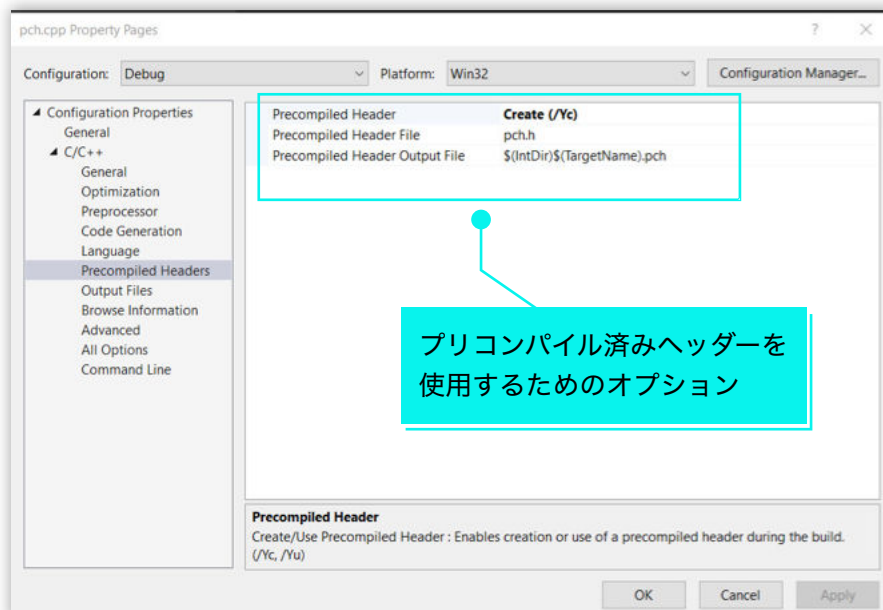 pch.cpp Property Pages
?
Configuration: Debug Platform: Win32 Configuration Manager...
Configuration Properties
General
C/C++
General
Optimization
Preprocessor
Code Generation
Language
Precompiled Headers
Output Files
Browse Information
Advanced
All Options
Command Line
Precompiled Header Create (/Yc)
Precompiled Header File pch.h
Precompiled Header Output File $(IntDir)$(TargetName).pch
プリコンパイル済みヘッダーを
使用するためのオプション
Precompiled Header
Create/Use Precompiled Header : Enables creation or use of a precompiled header during the build.
(/Yc, /Yu)
OK Cancel Apply